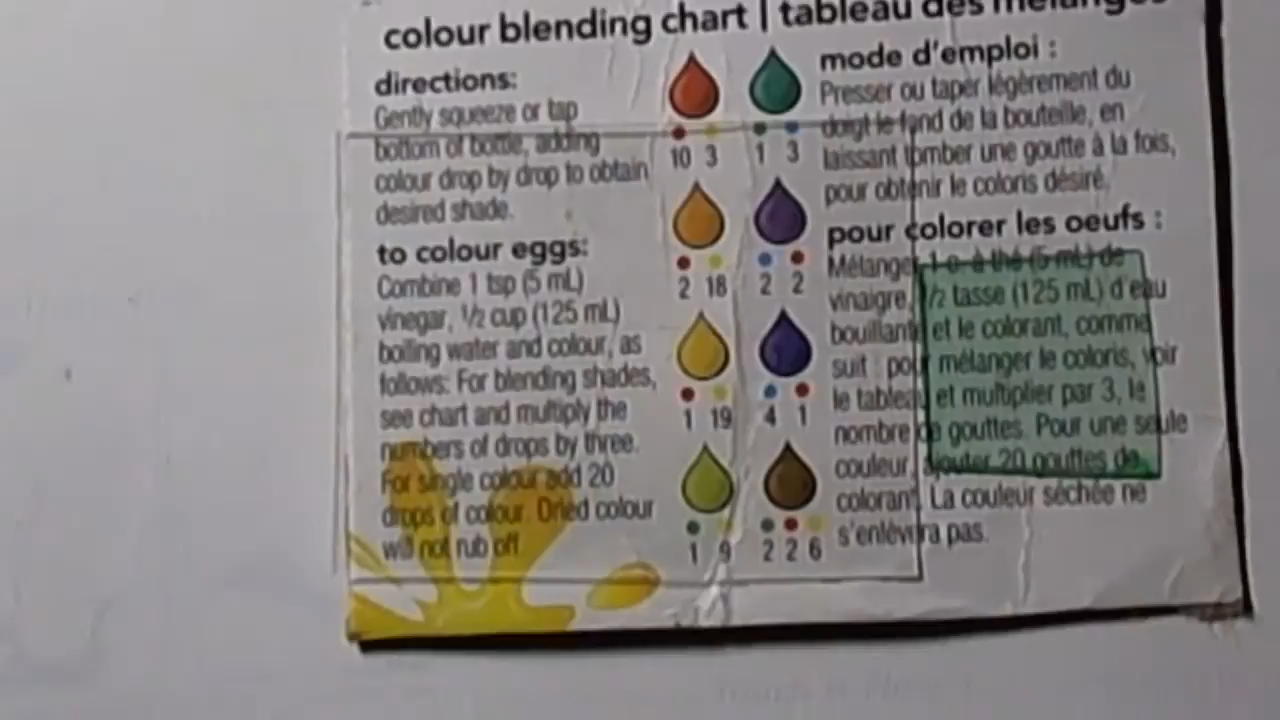 colour blending chart | tableau des mélanges
directions:
Gently squeeze or tap
bottom of bottle, adding
colour drop by drop to obtain
desired shade.
to colour eggs:
Combine 1 tsp (5 mL)
vinegar, 1/2 cup (125 mL)
boiling water and colour, as
follows: For blending shades,
see chart and multiply the
numbers of drops by three.
For single colour add 20
drops of colour. Dried colour
will not rub off
10 3
1 3
2 18
2 2
1 19
4 1
1 9
2 2 6
mode d'emploi :
Presser ou taper légèrement du
doigt le fond de la bouteille, en
laissant tomber une goutte à la fois,
pour obtenir le coloris désiré.
pour colorer les oeufs :
Mélanger 1 c. à thé (5 mL) de
vinaigre, 1/2 tasse (125 mL) d'eau
bouillante et le colorant, comme
suit : pour mélanger le coloris, voir
le tableau et multiplier par 3, le
nombre de gouttes. Pour une seule
couleur, ajouter 20 gouttes de
colorant. La couleur séchée ne
s'enlèvera pas.